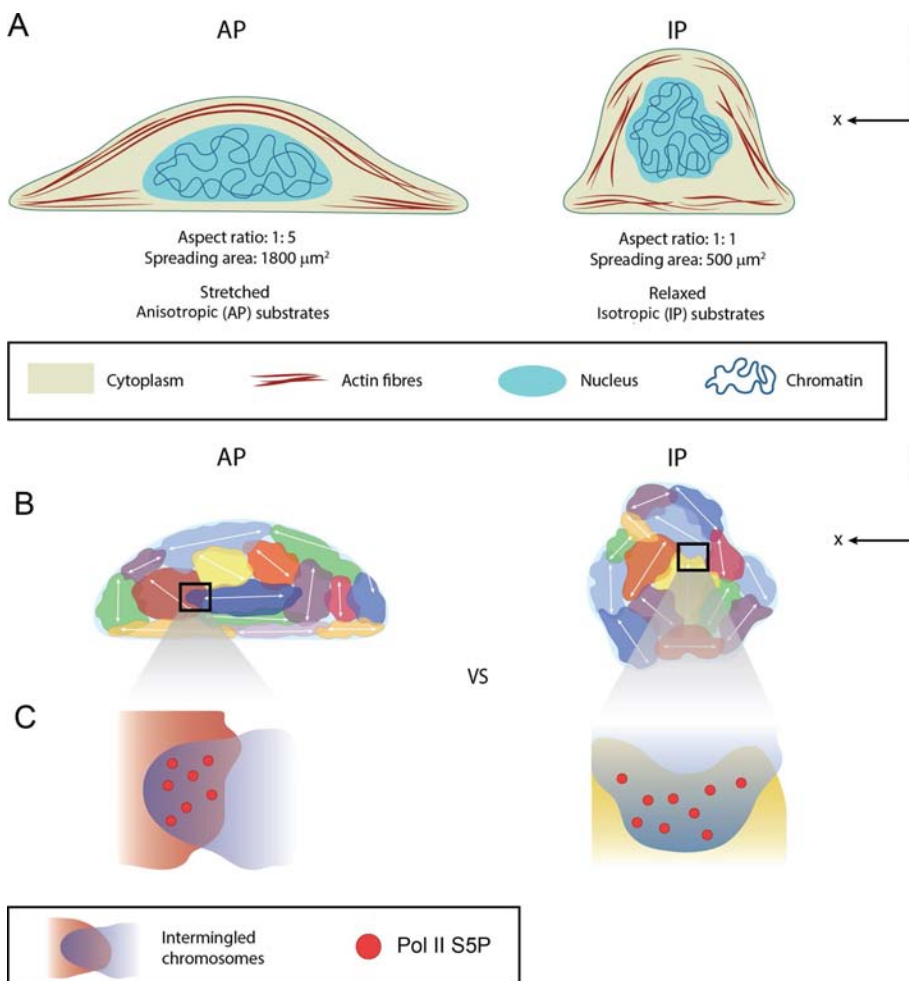 A
AP
IP
x
Aspect ratio: 1: 5
Spreading area: 1800 μm²
Stretched
Anisotropic (AP) substrates
Aspect ratio: 1: 1
Spreading area: 500 μm²
Relaxed
Isotropic (IP) substrates
Cytoplasm
Actin fibres
Nucleus
Chromatin
AP
IP
B
x
VS
C
Intermingled
chromosomes
Pol II S5P